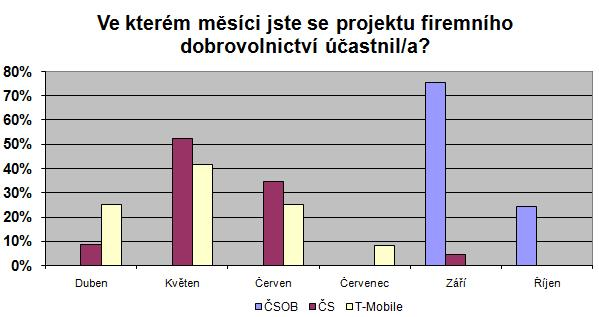 Ve kterém měsíci jste se projektu firemního
dobrovolnictví účastnil/a?
80%
70%
60%
50%
40%
30%
20%
10%
0%
Duben Květen Červen Červenec Září Říjen
ČSOB ČS T-Mobile